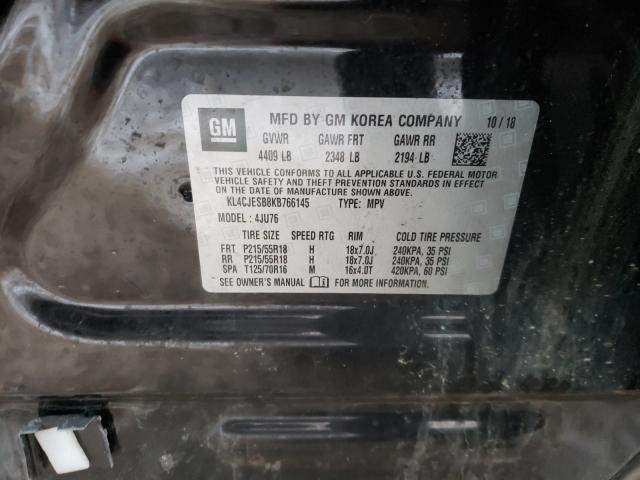 GM
MFD BY GM KOREA COMPANY 10/18
GVWR GAWR FRT GAWR RR
4409 LB 2348 LB 2194 LB
THIS VEHICLE CONFORMS TO ALL APPLICABLE U.S. FEDERAL MOTOR
VEHICLE SAFETY AND THEFT PREVENTION STANDARDS IN EFFECT ON
THE DATE OF MANUFACTURE SHOWN ABOVE.
KL4CJESB8KB766145 TYPE: MPV
MODEL: 4JU76
TIRE SIZE SPEED RTG RIM COLD TIRE PRESSURE
FRT P215/55R18 H 18x7.0J 240KPA, 35 PSI
RR P215/55R18 H 18x7.0J 240KPA, 35 PSI
SPA T125/70R16 M 16x4.0T 420KPA, 60 PSI
SEE OWNER'S MANUAL FOR MORE INFORMATION.